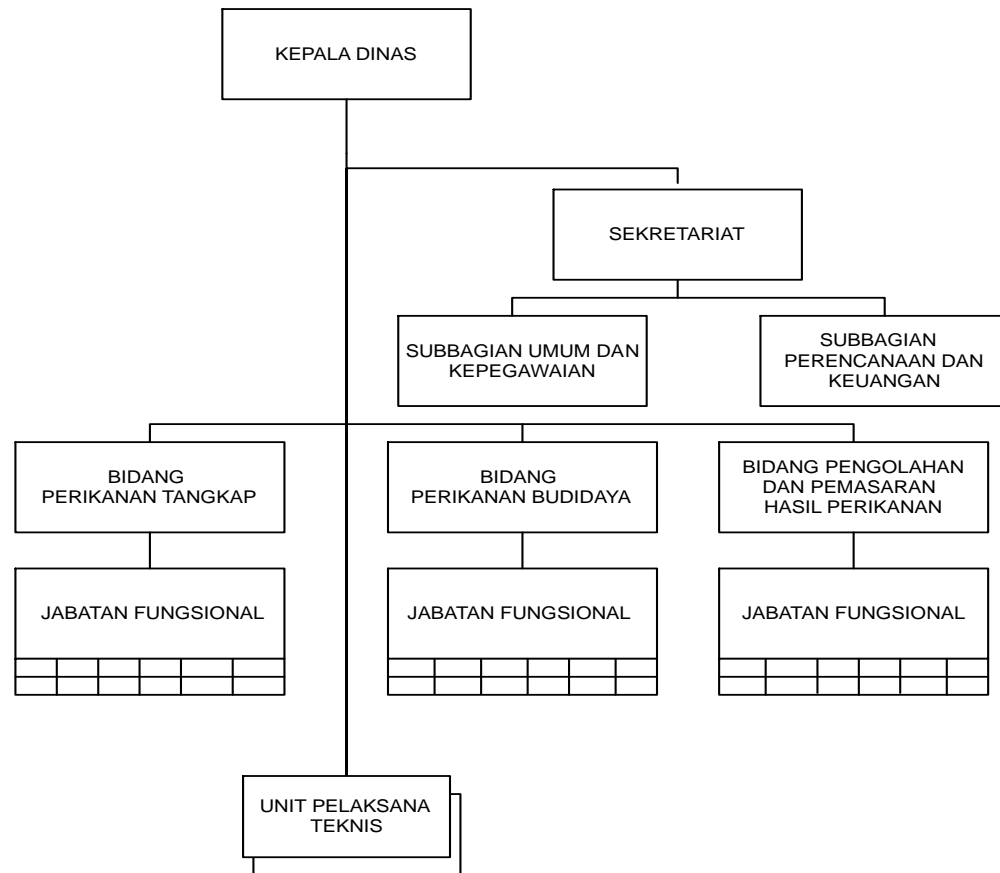 KEPALA DINAS
SEKRETARIAT
SUBBAGIAN UMUM DAN
KEPEGAWAIAN
SUBBAGIAN
PERENCANAAN DAN
KEUANGAN
BIDANG
PERIKANAN TANGKAP
BIDANG
PERIKANAN BUDIDAYA
BIDANG PENGOLAHAN
DAN PEMASARAN
HASIL PERIKANAN
JABATAN FUNGSIONAL
JABATAN FUNGSIONAL
JABATAN FUNGSIONAL
UNIT PELAKSANA
TEKNIS